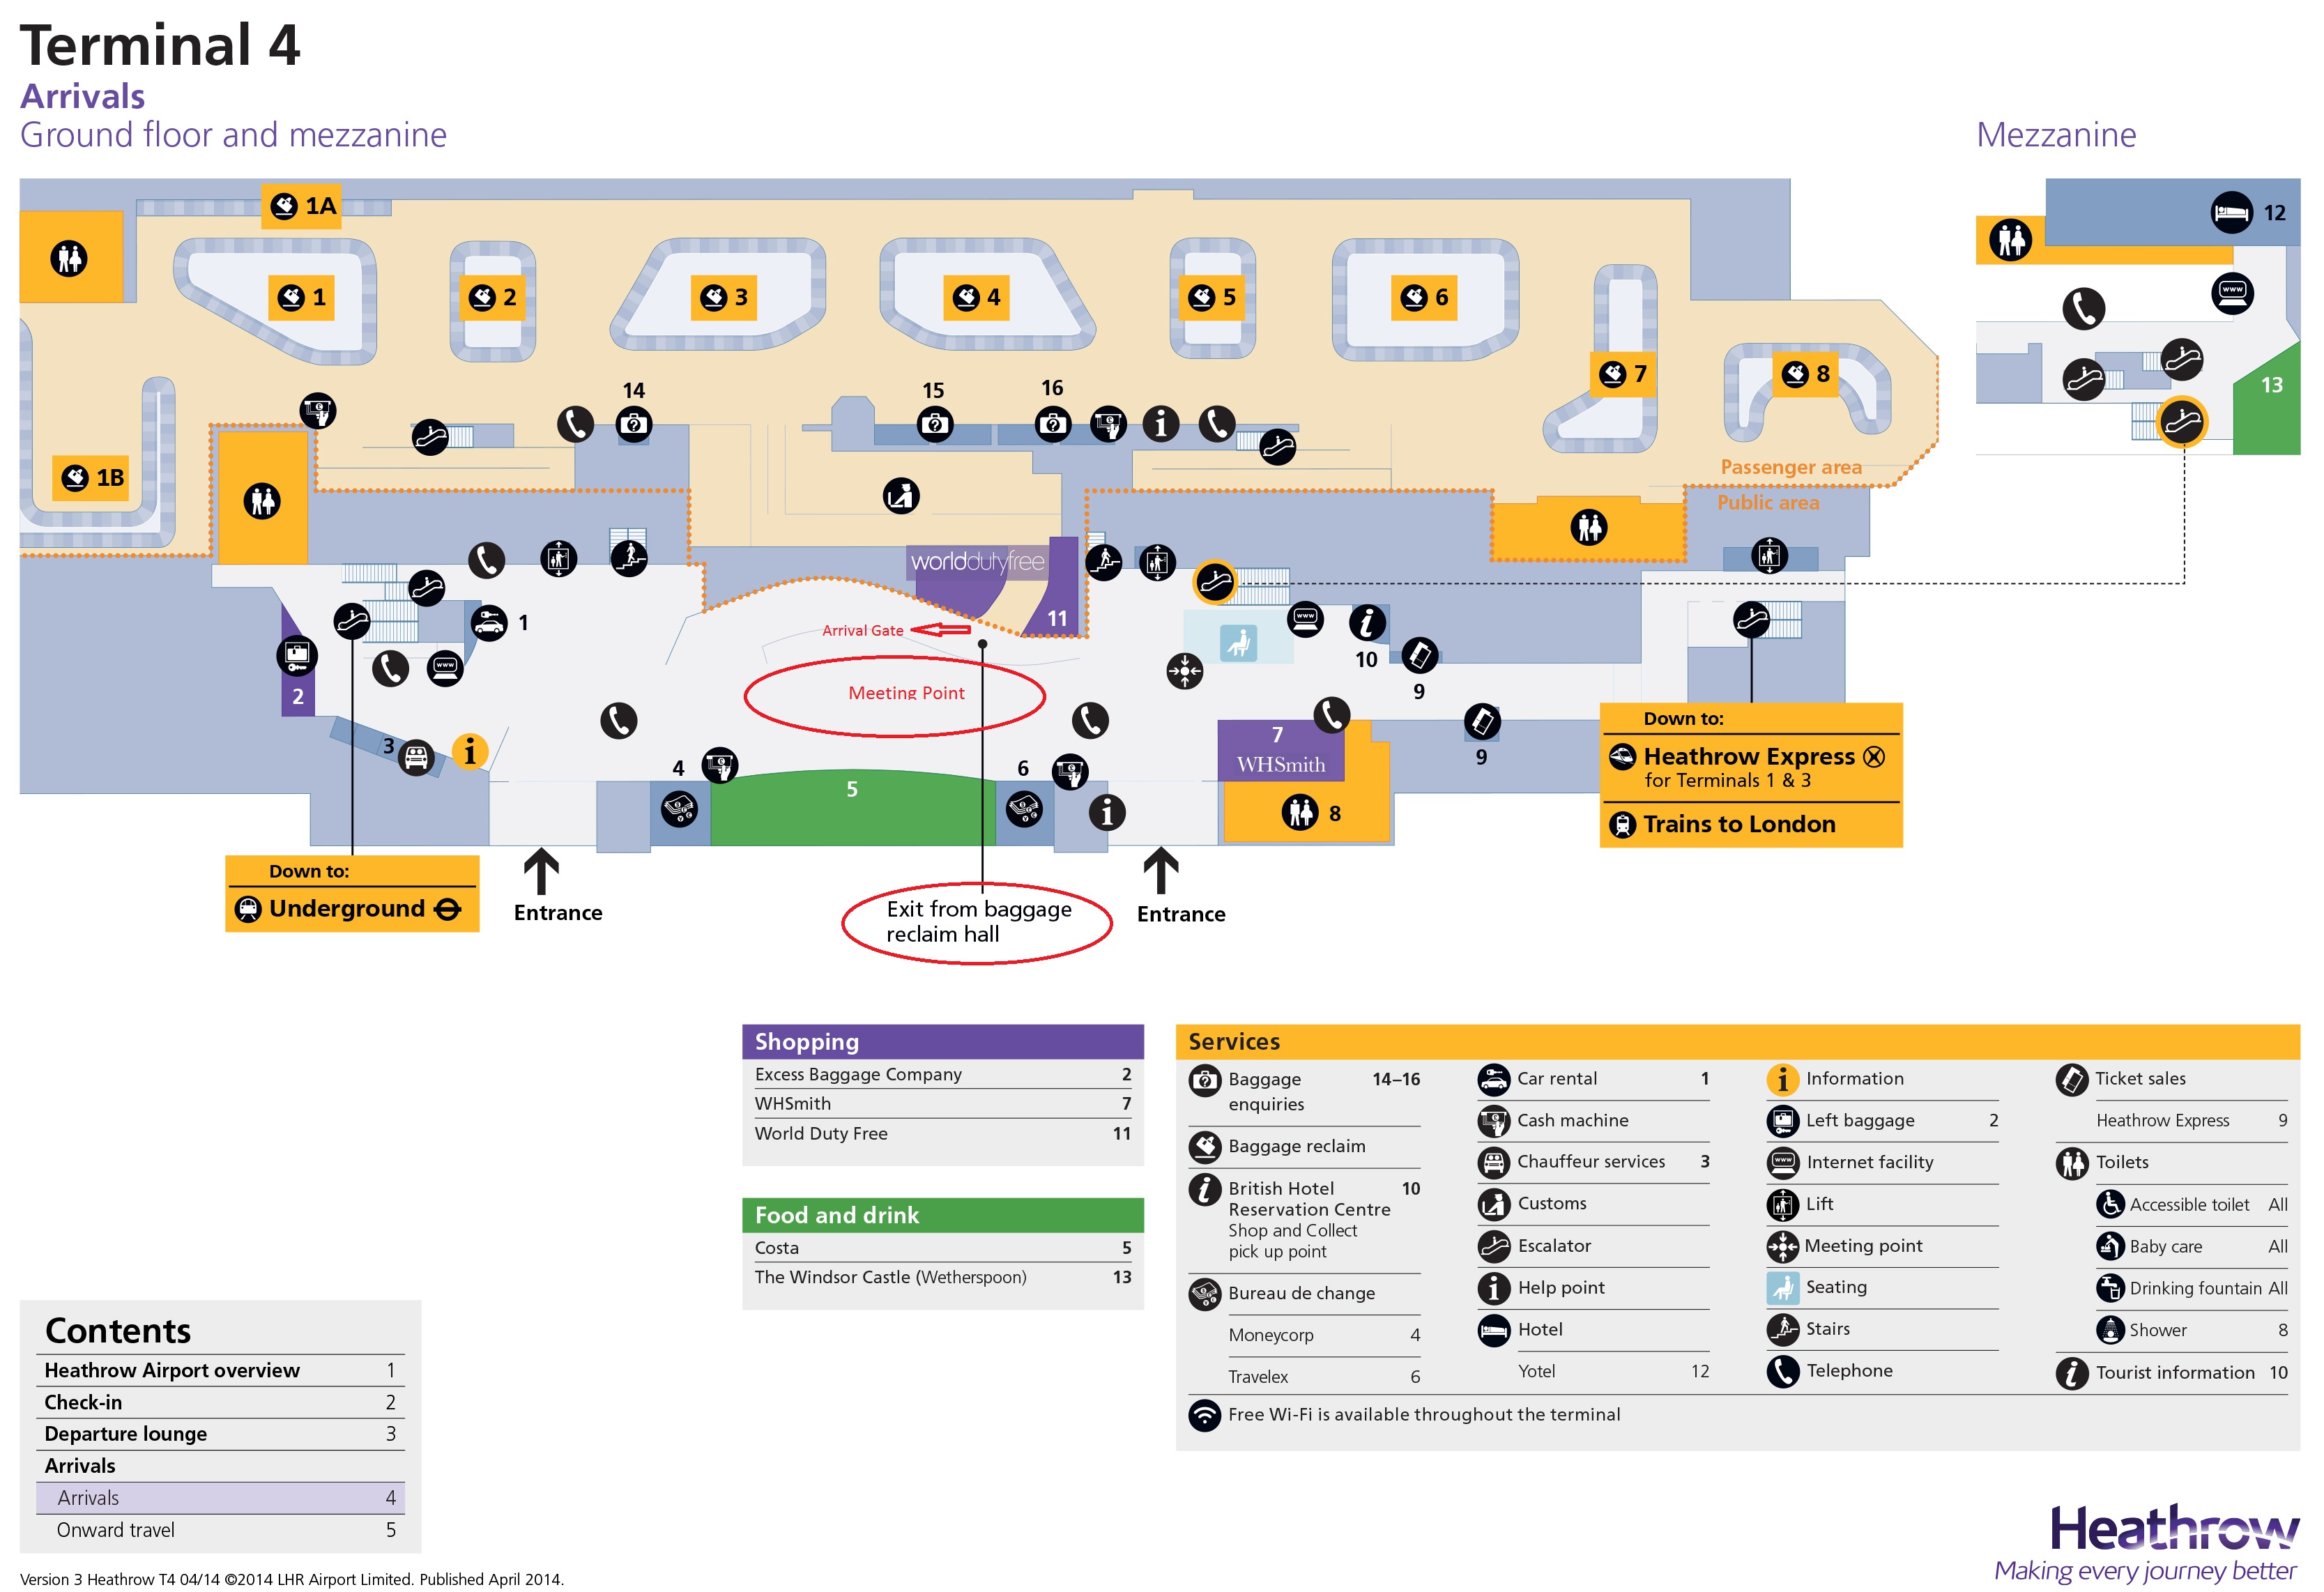 Terminal 4
Arrivals
Ground floor and mezzanine
Mezzanine
1A
12
1
2
3
4
5
6
7
8
13
14
15
16
1B
Passenger area
Public area
worlddutyfree
11
1
Arrival Gate
10
9
2
Meeting Point
3
4
5
6
7
WHSmith
8
9
Down to:
Heathrow Express
for Terminals 1 & 3
Trains to London
Down to:
Underground
Entrance
Exit from baggage
reclaim hall
Entrance
Shopping
Excess Baggage Company 2
WHSmith 7
World Duty Free 11
Food and drink
Costa 5
The Windsor Castle (Wetherspoon) 13
Services
Baggage 14–16
enquiries
Baggage reclaim
British Hotel 10
Reservation Centre
Shop and Collect
pick up point
Bureau de change
Moneycorp 4
Travelex 6
Car rental 1
Cash machine
Chauffeur services 3
Customs
Escalator
Help point
Hotel
Yotel 12
Information
Left baggage 2
Internet facility
Lift
Meeting point
Seating
Stairs
Telephone
Ticket sales
Heathrow Express 9
Toilets
Accessible toilet All
Baby care All
Drinking fountain All
Shower 8
Tourist information 10
Free Wi-Fi is available throughout the terminal
Contents
Heathrow Airport overview 1
Check-in 2
Departure lounge 3
Arrivals
Arrivals 4
Onward travel 5
Version 3 Heathrow T4 04/14 ©2014 LHR Airport Limited. Published April 2014.
Heathrow
Making every journey better